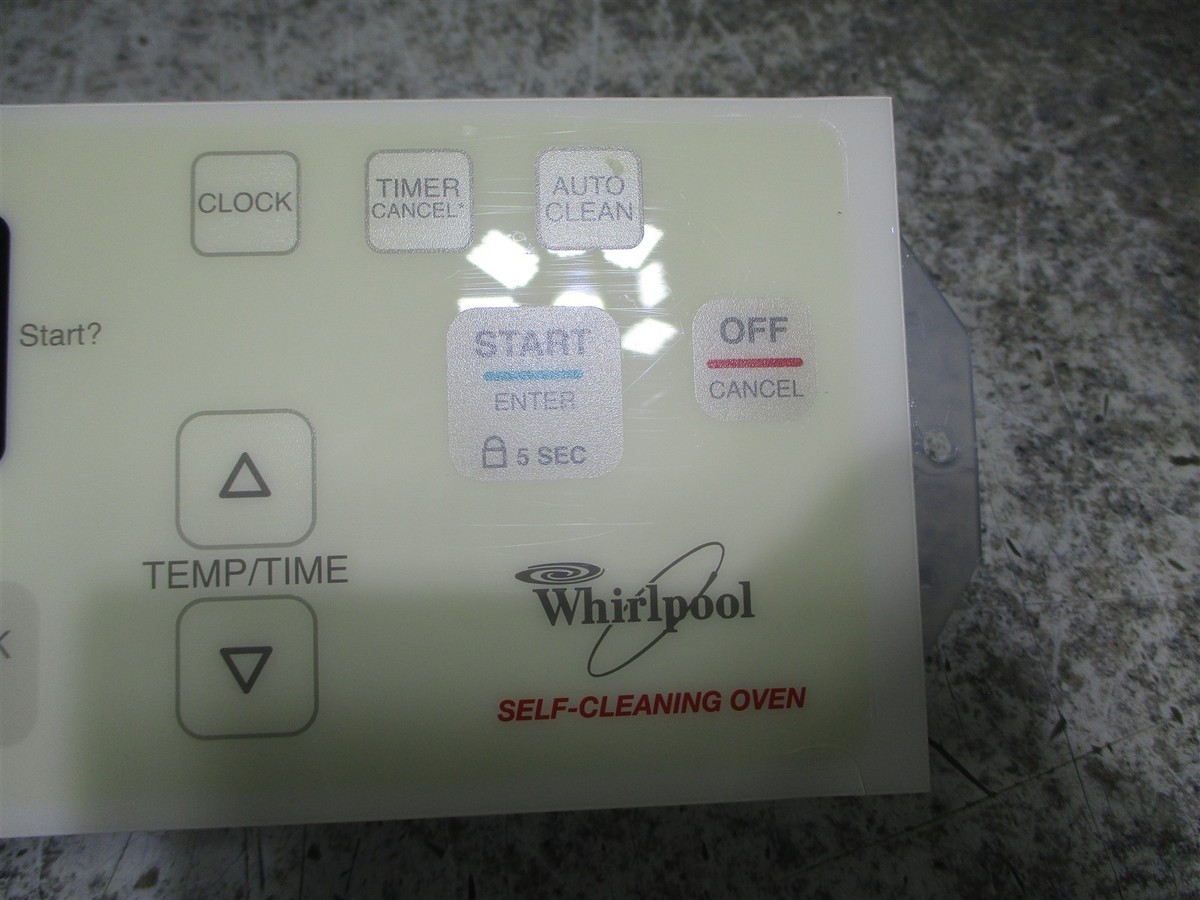 CLOCK
TIMER
CANCEL*
AUTO
CLEAN
Start?
START
ENTER
5 SEC
OFF
CANCEL
TEMP/TIME
K
Whirlpool
SELF-CLEANING OVEN